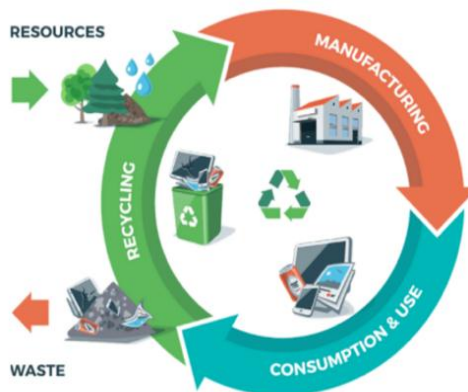 RESOURCES
MANUFACTURING
RECYCLING
CONSUMPTION & USE
WASTE